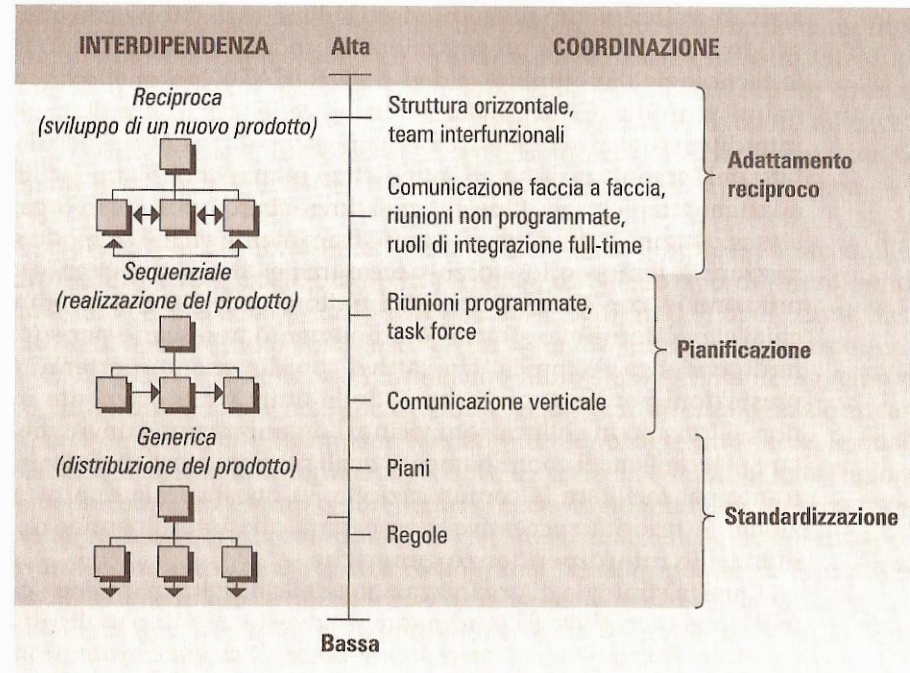 INTERDIPENDENZA
Alta
COORDINAZIONE
Reciproca
(sviluppo di un nuovo prodotto)
Struttura orizzontale,
team interfunzionali
Adattamento
reciproco
Comunicazione faccia a faccia,
riunioni non programmate,
ruoli di integrazione full-time
Sequenziale
(realizzazione del prodotto)
Riunioni programmate,
task force
Pianificazione
Comunicazione verticale
Generica
(distribuzione del prodotto)
Piani
Standardizzazione
Regole
Bassa